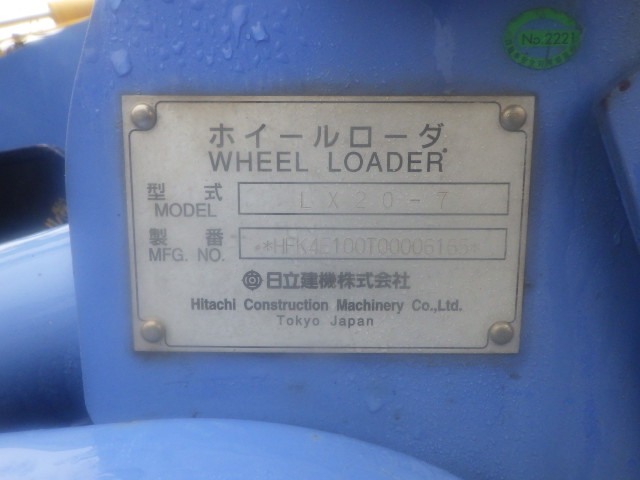 No.2221
ホイールローダ
WHEEL LOADER
型式
MODEL
LX20-7
製番
MFG. NO.
日立建機株式会社
Hitachi Construction Machinery Co.,Ltd.
Tokyo Japan